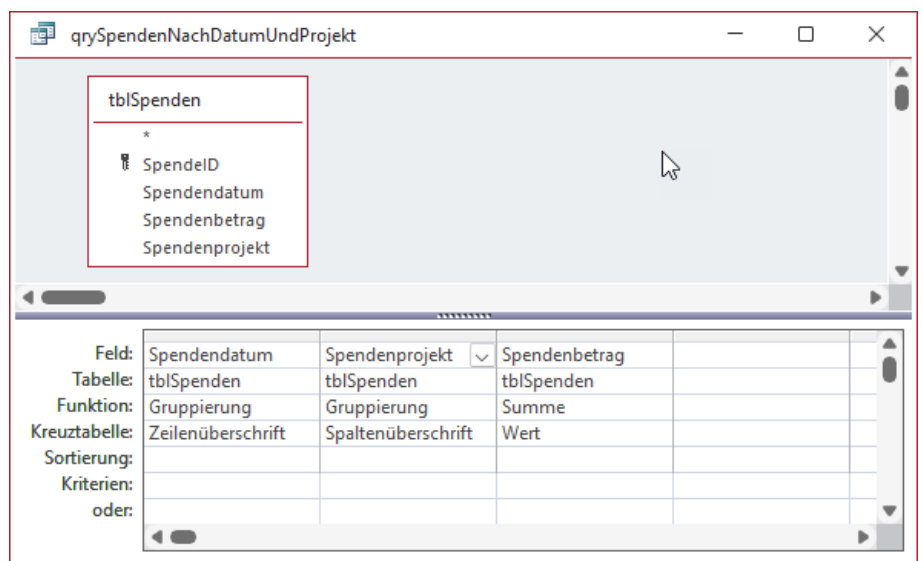 qrySpendenNachDatumUndProjekt
tblSpenden
*
SpendeID
Spendendatum
Spendenbetrag
Spendenprojekt
Feld: Spendendatum Spendenprojekt Spendenbetrag
Tabelle: tblSpenden tblSpenden tblSpenden
Funktion: Gruppierung Gruppierung Summe
Kreuztabelle: Zeilenüberschrift Spaltenüberschrift Wert
Sortierung:
Kriterien:
oder: